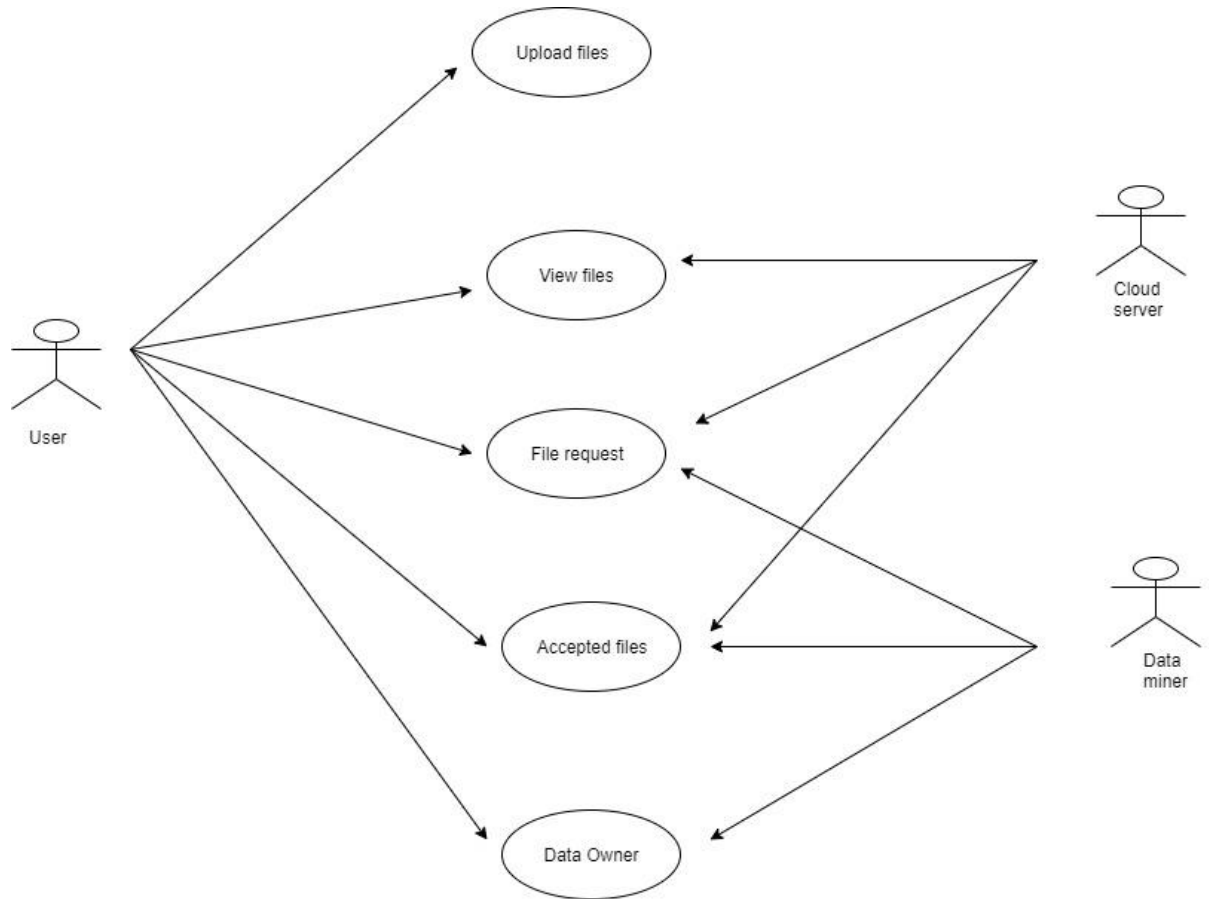 Upload files
View files
Cloud
server
User
File request
Accepted files
Data
miner
Data Owner